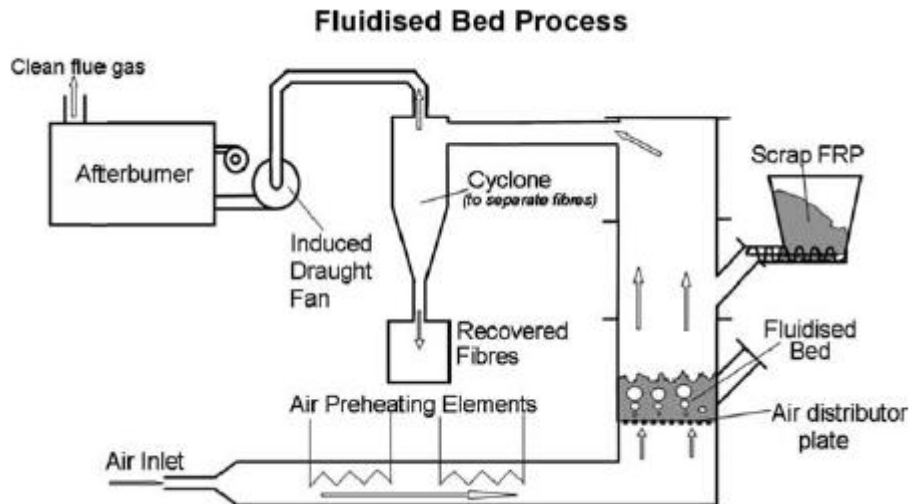 Fluidised Bed Process
Clean flue gas
Afterburner
Induced
Draught
Fan
Cyclone
(to separate fibres)
Scrap FRP
Recovered
Fibres
Fluidised
Bed
Air Preheating Elements
Air distributor
plate
Air Inlet